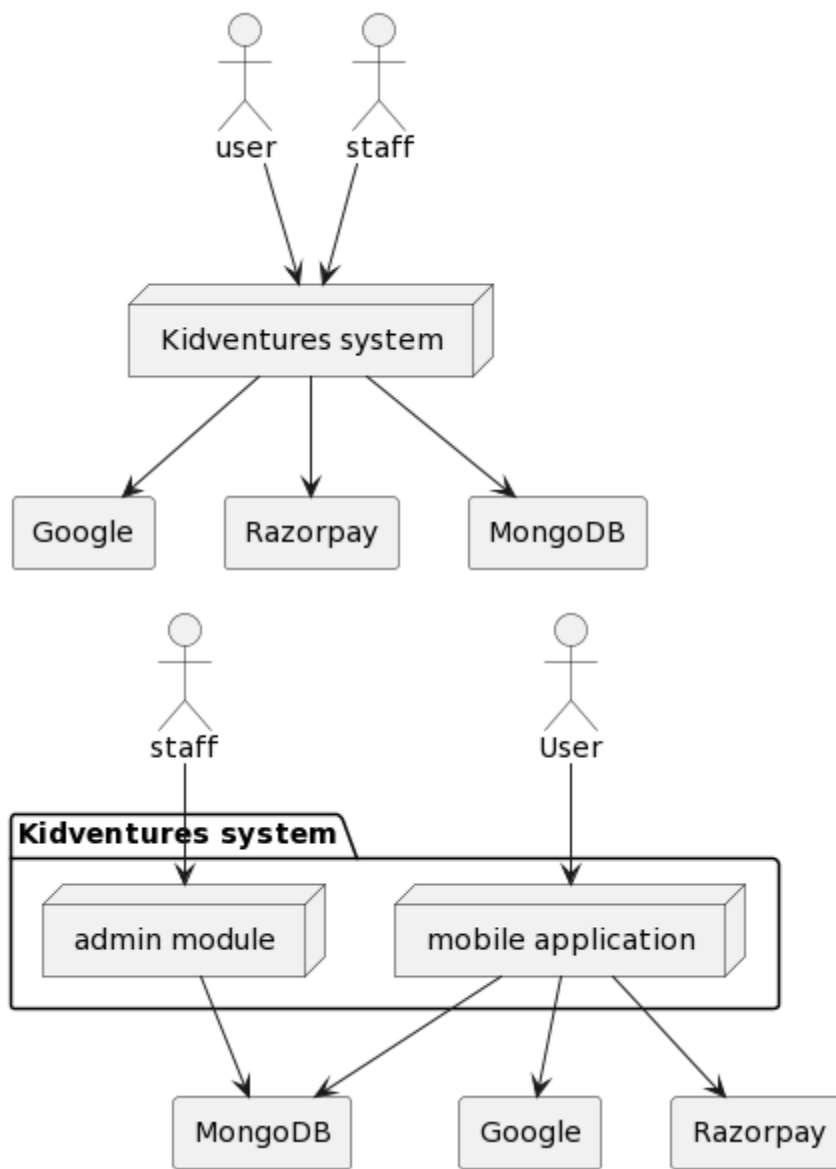 user staff
Kidventures system
Google Razorpay MongoDB
staff User
Kidventures system
admin module mobile application
MongoDB Google Razorpay